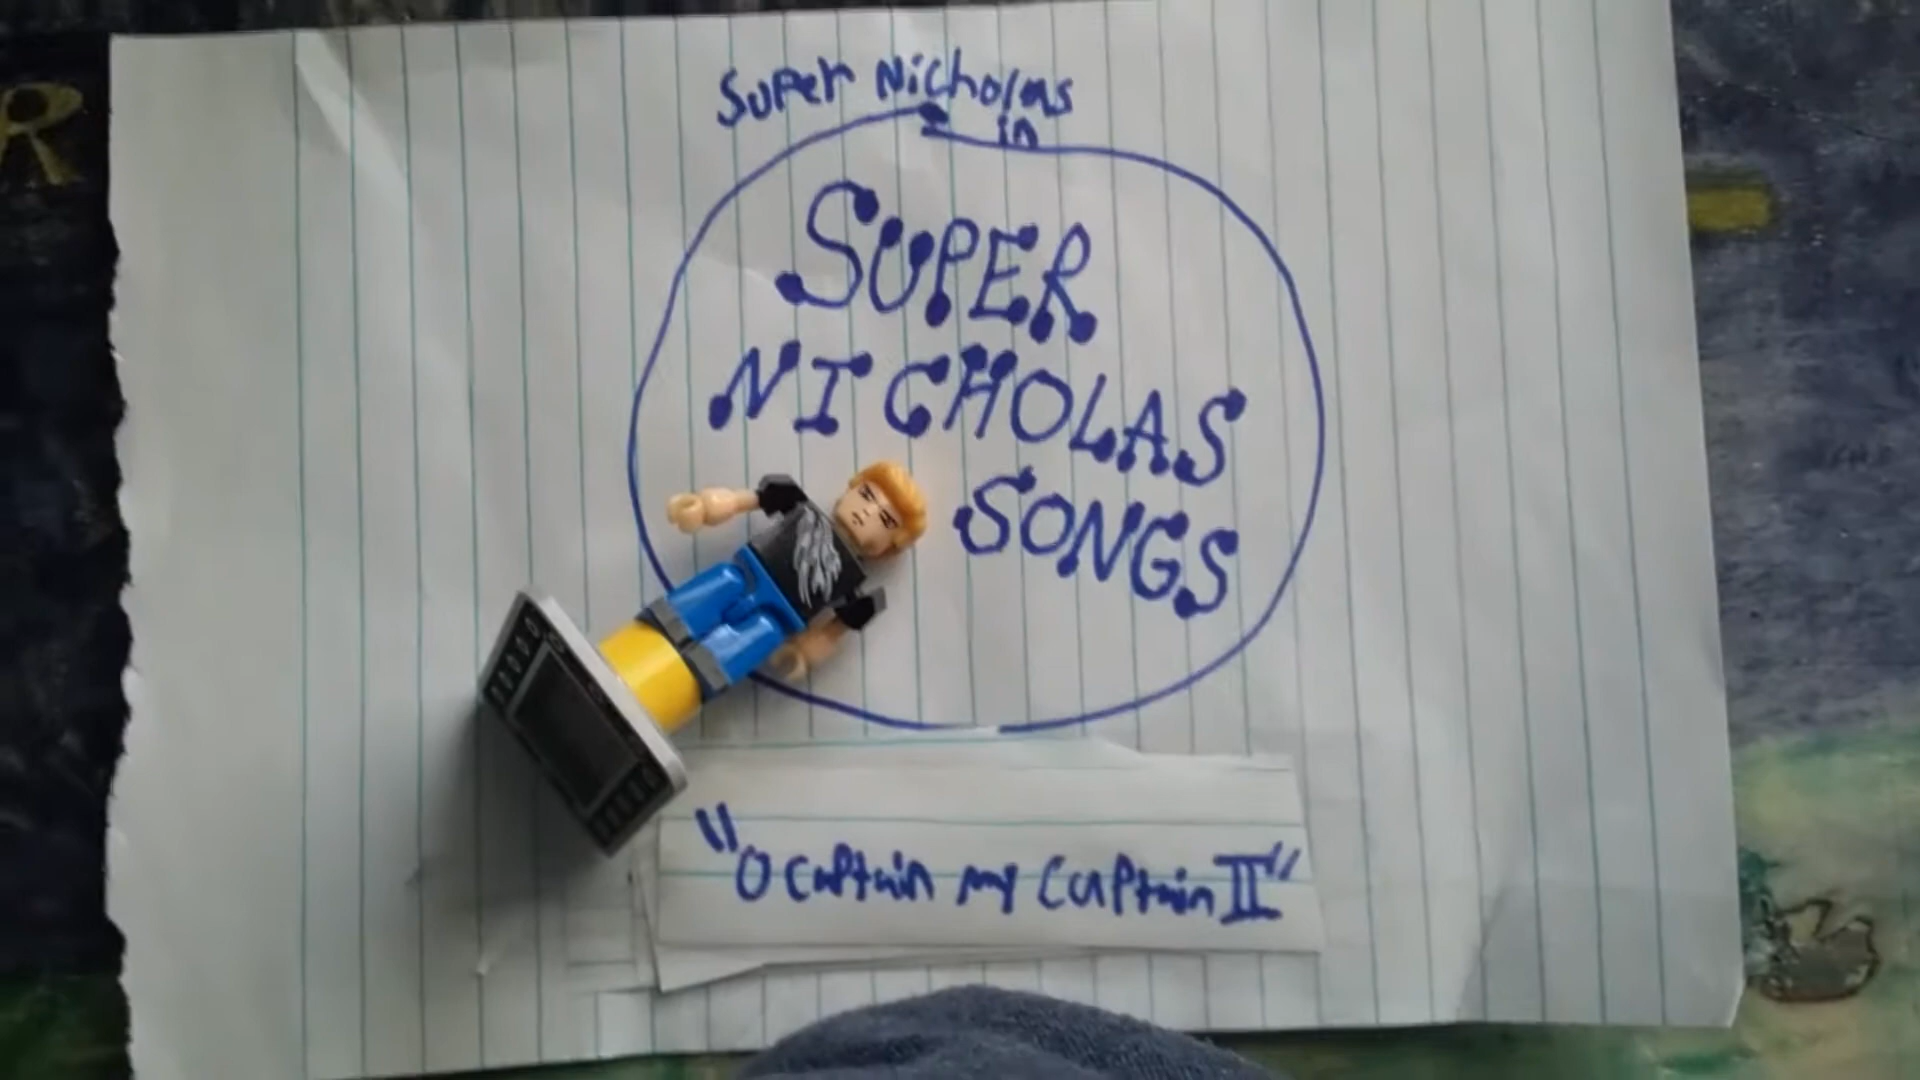 Super Nicholas
in
SUPER
NICHOLAS
SONGS
"O Captain my Captain II"
R